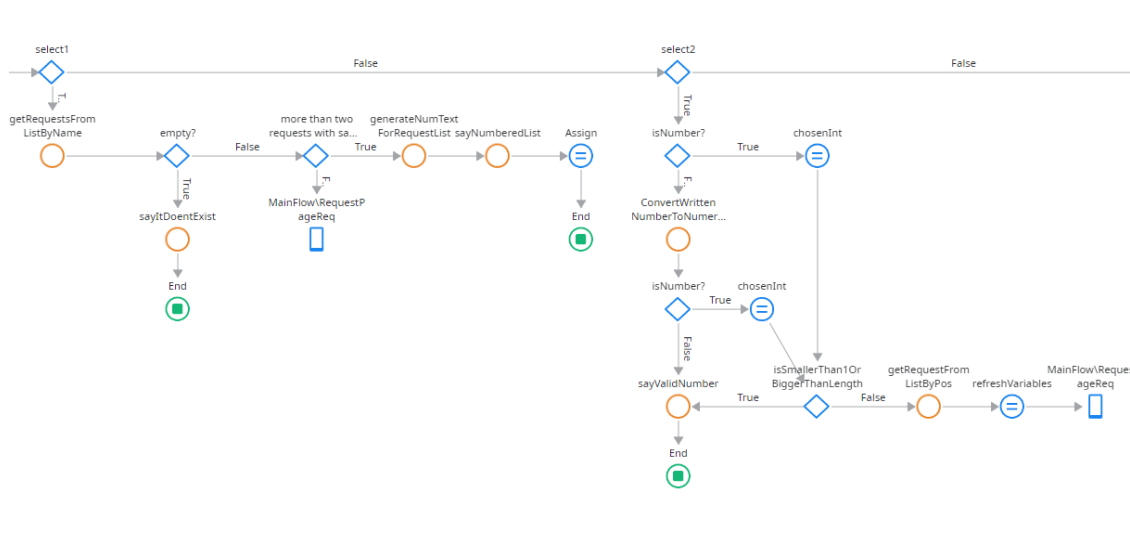 select1
False
select2
False
T..
True
getRequestsFrom
ListByName
empty?
False
more than two
requests with sa...
True
generateNumText
ForRequestList
sayNumberedList
Assign
isNumber?
True
chosenInt
True
F..
F..
sayItDoentExist
MainFlow\RequestP
ageReq
End
ConvertWritten
NumberToNumer...
End
isNumber?
True
chosenInt
False
sayValidNumber
True
isSmallerThan1Or
BiggerThanLength
False
getRequestFrom
ListByPos
refreshVariables
MainFlow\Reques
ageReq
End